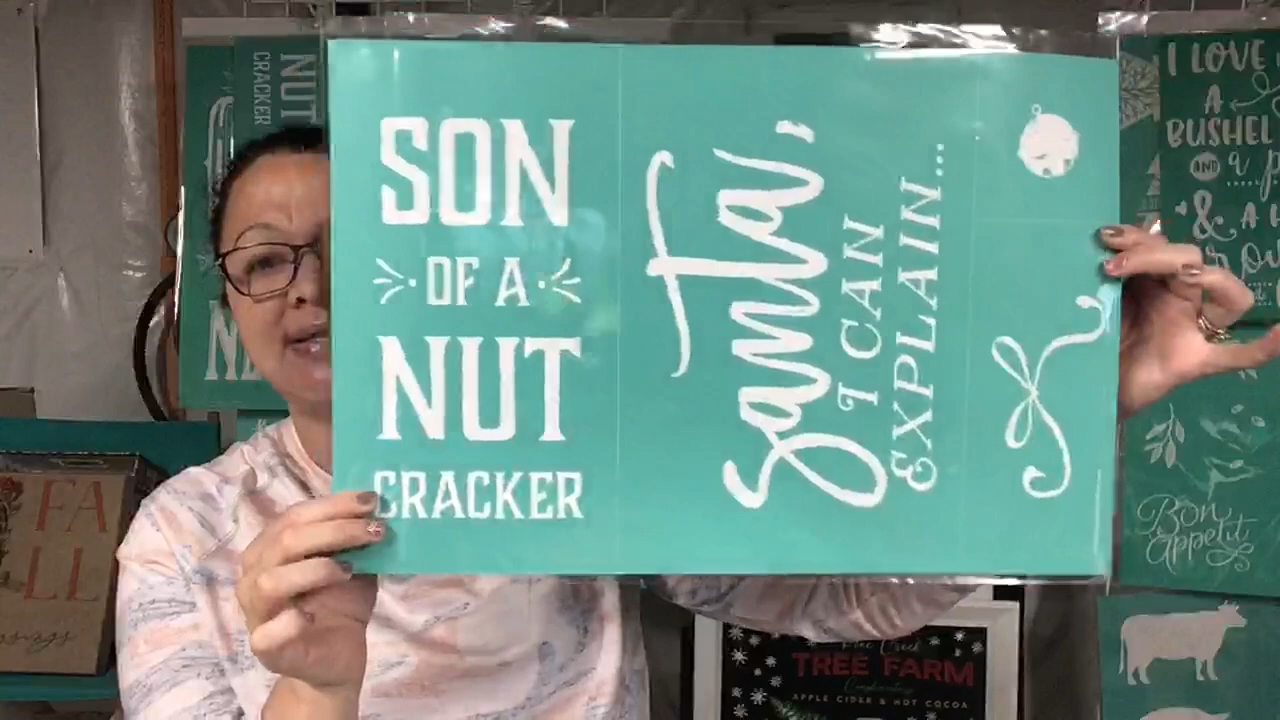 SON
OF A
NUT
CRACKER
Santa,
I CAN
EXPLAIN...
NUT
CRACKER
I LOVE
A
BUSHEL
AND a
& A
Bon
Appetit
FA
LL
TREE FARM
APPLE CIDER & HOT COCOA